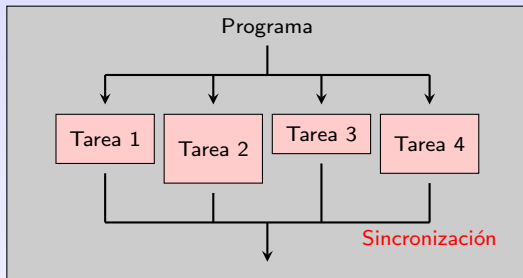 Programa
Tarea 1
Tarea 2
Tarea 3
Tarea 4
Sincronización